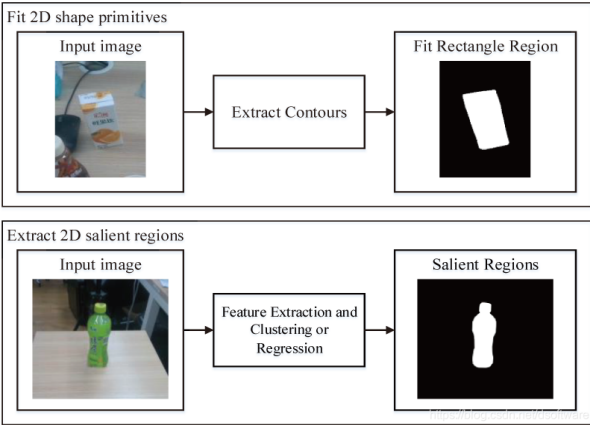 Fit 2D shape primitives
Input image
Extract Contours
Fit Rectangle Region
Extract 2D salient regions
Input image
Feature Extraction and
Clustering or
Regression
Salient Regions